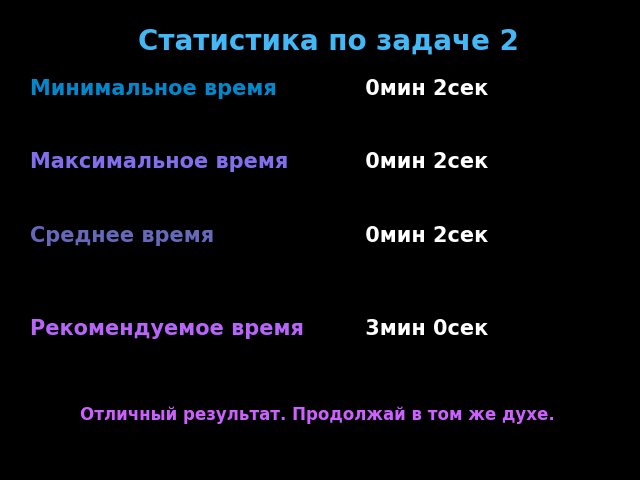 Статистика по задаче 2
Минимальное время 0мин 2сек
Максимальное время 0мин 2сек
Среднее время 0мин 2сек
Рекомендуемое время 3мин 0сек
Отличный результат. Продолжай в том же духе.